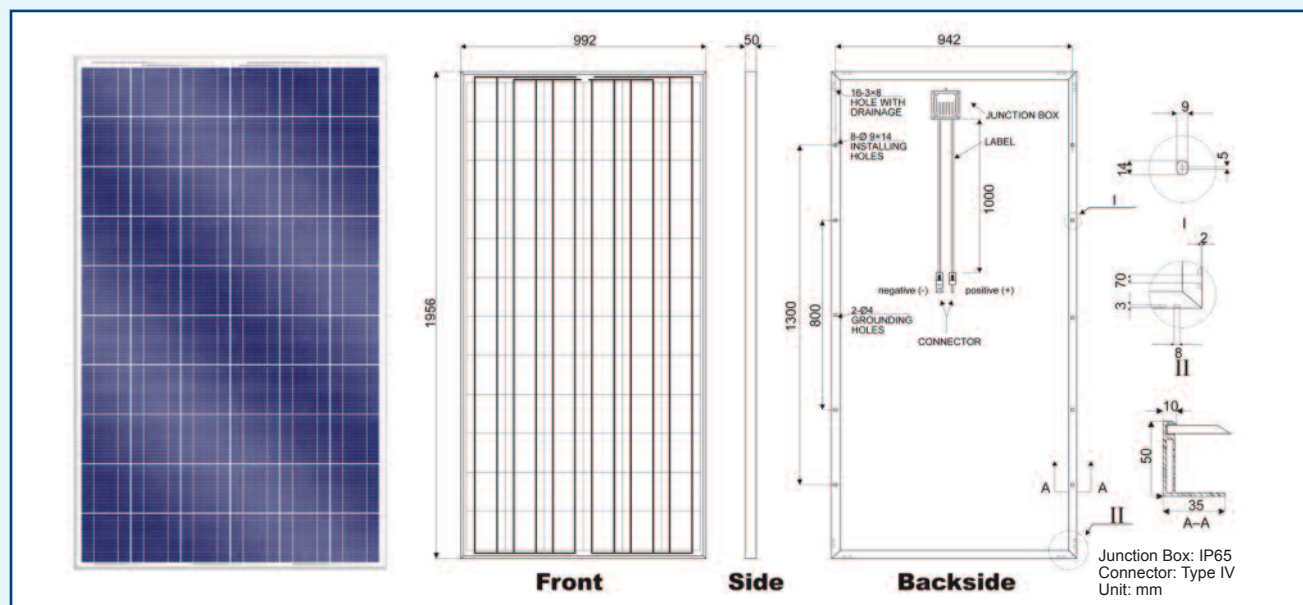 992
50
942
1956
16-3×8
HOLE WITH
DRAINAGE
JUNCTION BOX
8-Ø 9×14
INSTALLING
HOLES
LABEL
1000
1300
800
negative (-)
positive (+)
2-Ø4
GROUNDING
HOLES
CONNECTOR
A
A
I
II
9
14
5
I
2
70
3
8
II
10
50
35
A–A
Front
Side
Backside
Junction Box: IP65
Connector: Type IV
Unit: mm